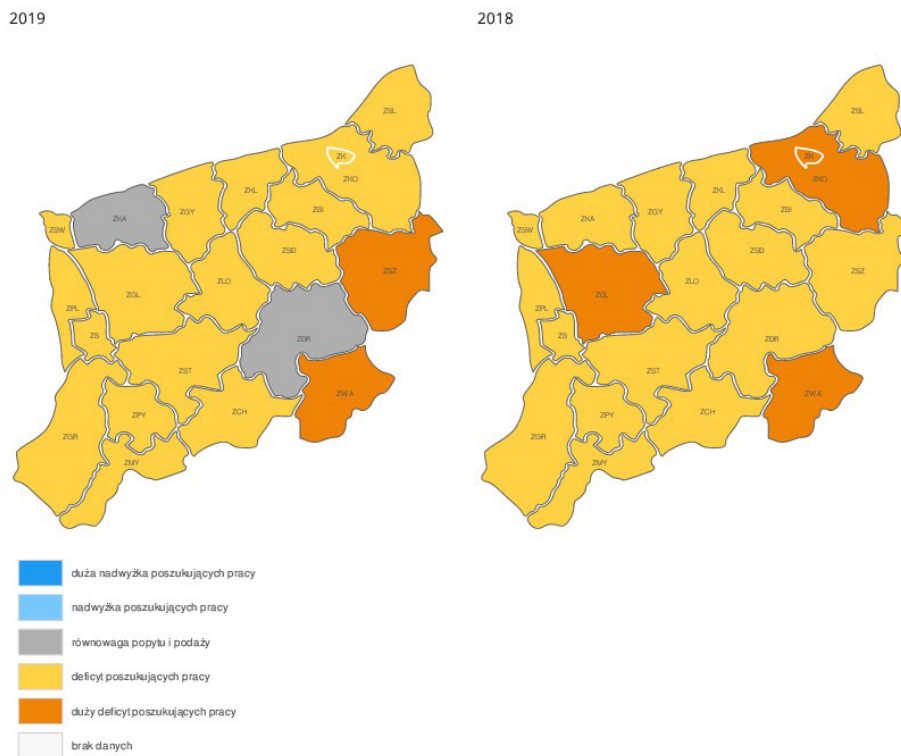 2019
2018
ZSL
ZK
ZKO
ZKL
ZBI
ZGY
ZKA
ZSW
ZSD
ZSZ
ZLO
ZGL
ZPL
ZS
ZDR
ZST
ZWA
ZCH
ZPY
ZGR
ZMY
ZSL
ZK
ZKO
ZKL
ZBI
ZGY
ZKA
ZSW
ZSD
ZSZ
ZLO
ZGL
ZPL
ZS
ZDR
ZST
ZWA
ZCH
ZPY
ZGR
ZMY
duża nadwyżka poszukujących pracy
nadwyżka poszukujących pracy
równowaga popytu i podaży
deficyt poszukujących pracy
duży deficyt poszukujących pracy
brak danych